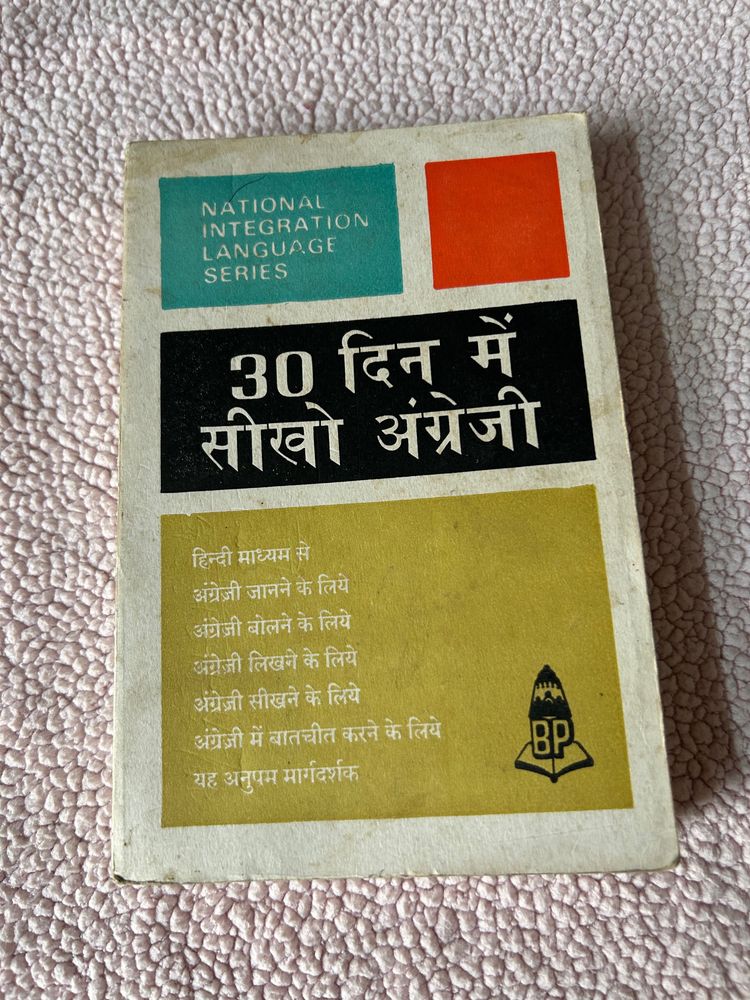 NATIONAL
INTEGRATION
LANGUAGE
SERIES
30 दिन में
सीखो अंग्रेजी
हिन्दी माध्यम से
अंग्रेज़ी जानने के लिये
अंग्रेज़ी बोलने के लिये
अंग्रेज़ी लिखने के लिये
अंग्रेज़ी सीखने के लिये
अंग्रेज़ी में बातचीत करने के लिये
यह अनुपम मार्गदर्शक
BP